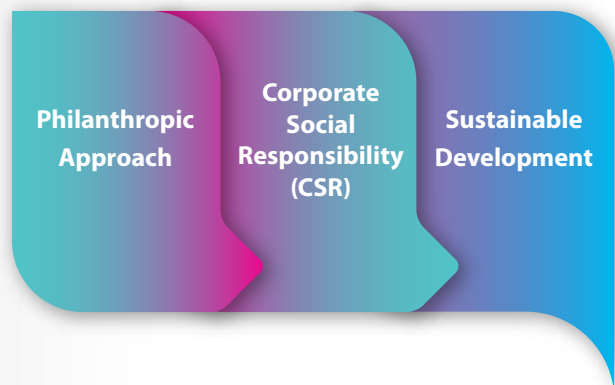 Philanthropic
Approach
Corporate
Social
Responsibility
(CSR)
Sustainable
Development